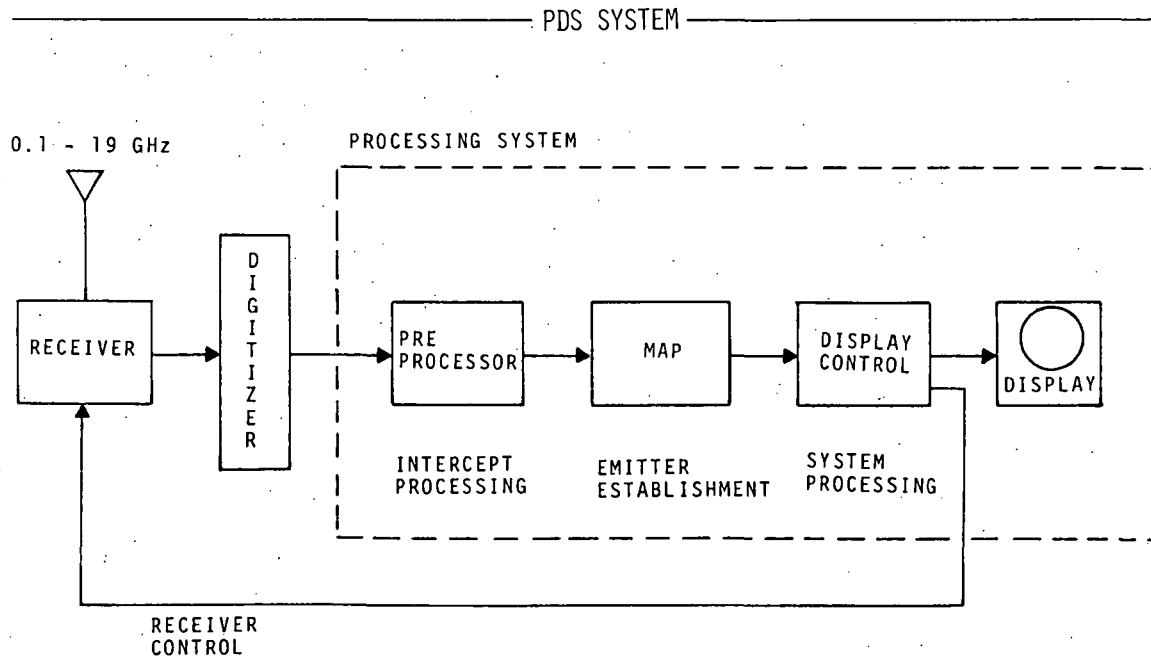 PDS SYSTEM
0.1 - 19 GHz
PROCESSING SYSTEM
RECEIVER
DIGITIZER
PRE
PROCESSOR
MAP
DISPLAY
CONTROL
DISPLAY
INTERCEPT
PROCESSING
EMITTER
ESTABLISHMENT
SYSTEM
PROCESSING
RECEIVER
CONTROL